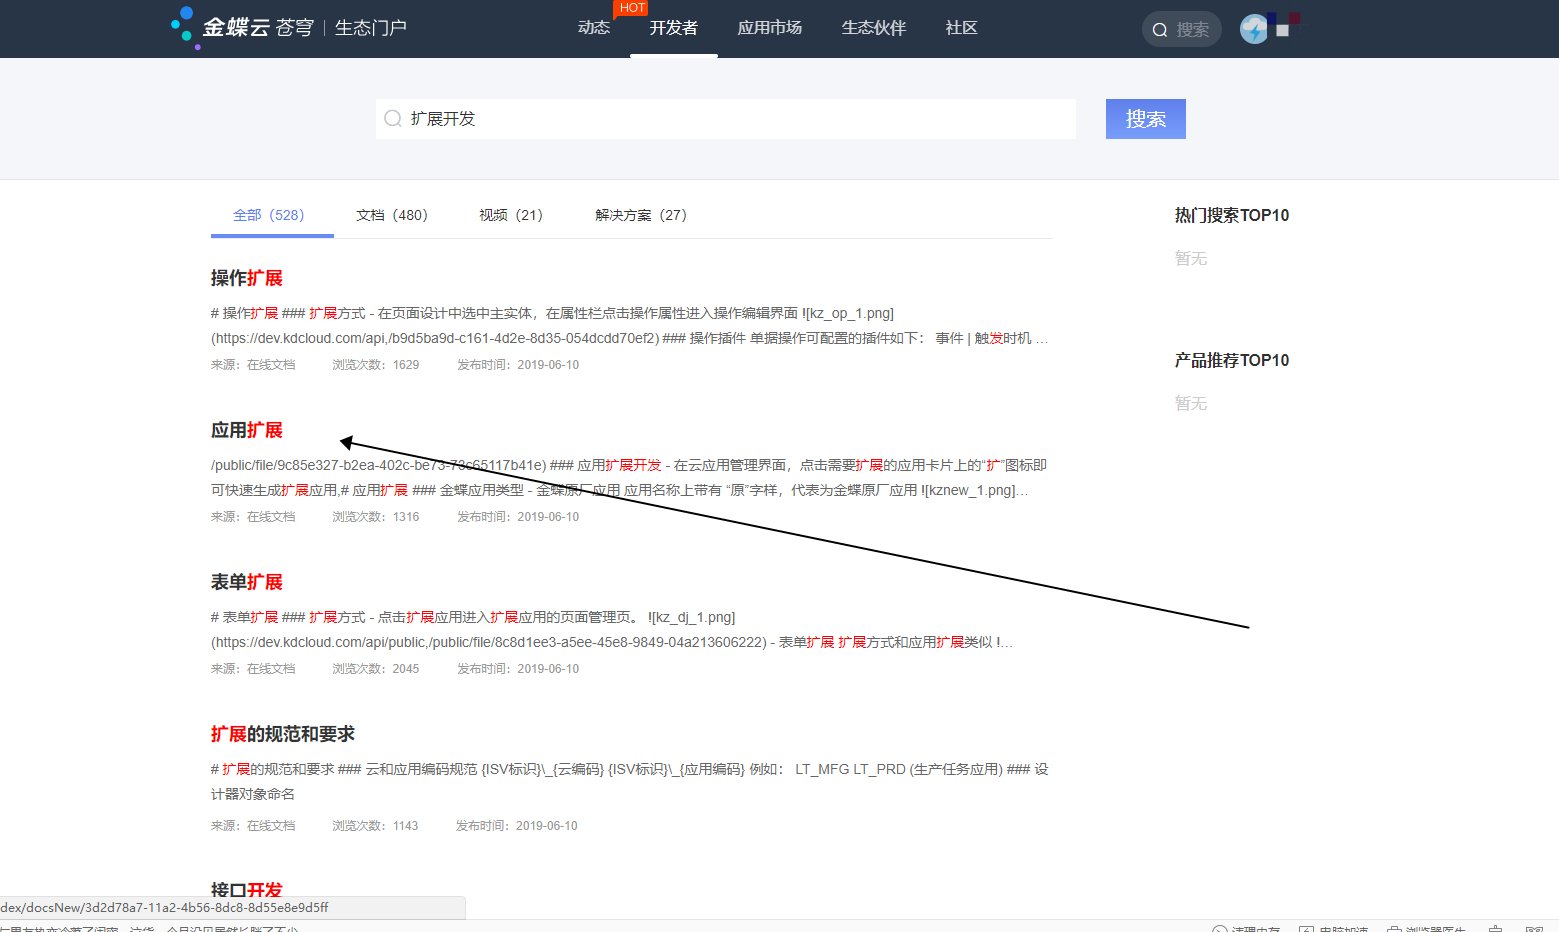 金蝶云 苍穹 | 生态门户
动态
HOT
开发者
应用市场
生态伙伴
社区
搜索
扩展开发
搜索
全部（528）
文档（480）
视频（21）
解决方案（27）
热门搜索TOP10
暂无
产品推荐TOP10
暂无
操作扩展
# 操作扩展 ### 扩展方式 - 在页面设计中选中主实体，在属性栏点击操作属性进入操作编辑界面 ![kz_op_1.png]
(https://dev.kdcloud.com/api,/b9d5ba9d-c161-4d2e-8d35-054dcdd70ef2) ### 操作插件 单据操作可配置的插件如下： 事件 | 触发时机 ...
来源：在线文档 浏览次数：1629 发布时间：2019-06-10
应用扩展
/public/file/9c85e327-b2ea-402c-be73-73c65117b41e) ### 应用扩展开发 - 在云应用管理界面，点击需要扩展的应用卡片上的“扩”图标即
可快速生成扩展应用,# 应用扩展 ### 金蝶应用类型 - 金蝶原厂应用 应用名称上带有 “原”字样，代表为金蝶原厂应用 ![kznew_1.png]...
来源：在线文档 浏览次数：1316 发布时间：2019-06-10
表单扩展
# 表单扩展 ### 扩展方式 - 点击扩展应用进入扩展应用的页面管理页。 ![kz_dj_1.png]
(https://dev.kdcloud.com/api/public,/public/file/8c8d1ee3-a5ee-45e8-9849-04a213606222) - 表单扩展 扩展方式和应用扩展类似 !...
来源：在线文档 浏览次数：2045 发布时间：2019-06-10
扩展的规范和要求
# 扩展的规范和要求 ### 云和应用编码规范 {ISV标识}\_{云编码} {ISV标识}\_{应用编码} 例如： LT_MFG LT_PRD (生产任务应用) ### 设
计器对象命名
来源：在线文档 浏览次数：1143 发布时间：2019-06-10
接口开发
dex/docsNew/3d2d78a7-11a2-4b56-8dc8-8d55e8e9d5ff
清理内存
电脑加速
浏览器医生